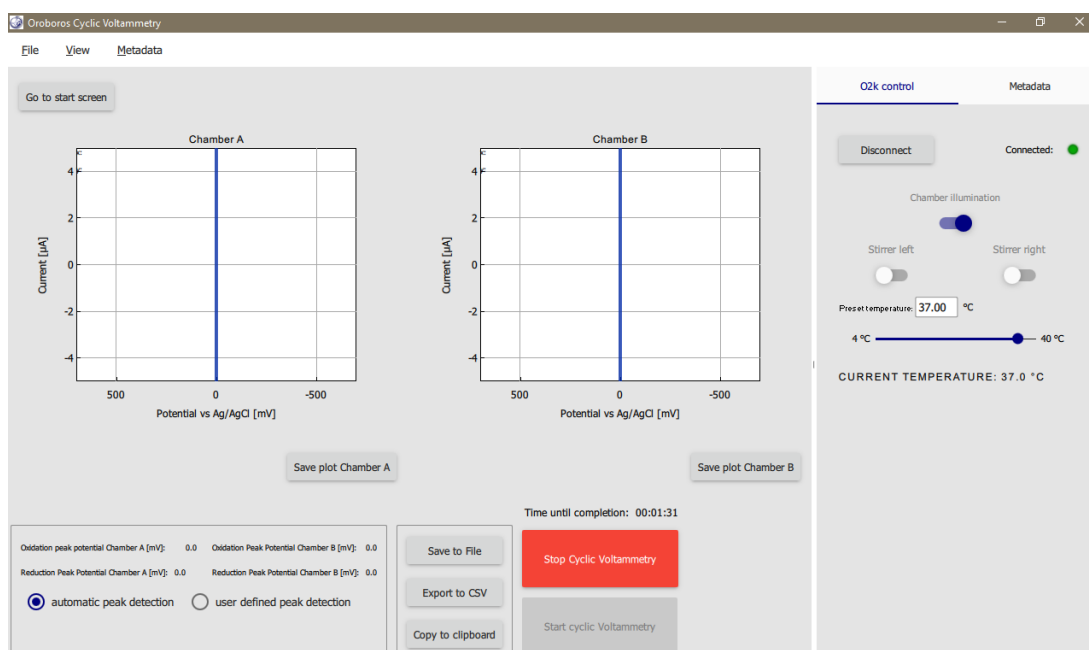 Oroboros Cyclic Voltammetry
File View Metadata
Go to start screen
O2k control Metadata
Chamber A
4
2
0
-2
-4
Current [µA]
500 0 -500
Potential vs Ag/AgCl [mV]
Save plot Chamber A
Chamber B
4
2
0
-2
-4
Current [µA]
500 0 -500
Potential vs Ag/AgCl [mV]
Save plot Chamber B
Disconnect Connected:
Chamber illumination
Stirrer left Stirrer right
Preset temperature: 37.00 ºC
4 ºC 40 ºC
CURRENT TEMPERATURE: 37.0 °C
Time until completion: 00:01:31
Oxidation peak potential Chamber A [mV]: 0.0 Oxidation Peak Potential Chamber B [mV]: 0.0
Reduction Peak Potential Chamber A [mV]: 0.0 Reduction Peak Potential Chamber B [mV]: 0.0
automatic peak detection user defined peak detection
Save to File
Export to CSV
Copy to clipboard
Stop Cyclic Voltammetry
Start cyclic Voltammetry